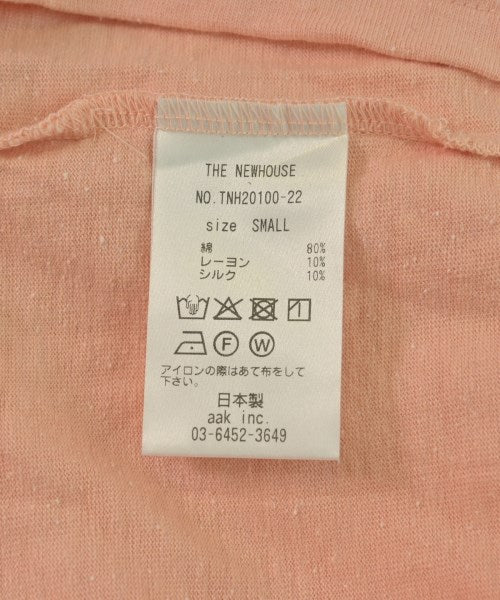 THE NEWHOUSE
NO.TNH20100-22
size SMALL
綿 80%
レーヨン 10%
シルク 10%
F W
アイロンの際はあて布をして
下さい。
日本製
aak inc.
03-6452-3649